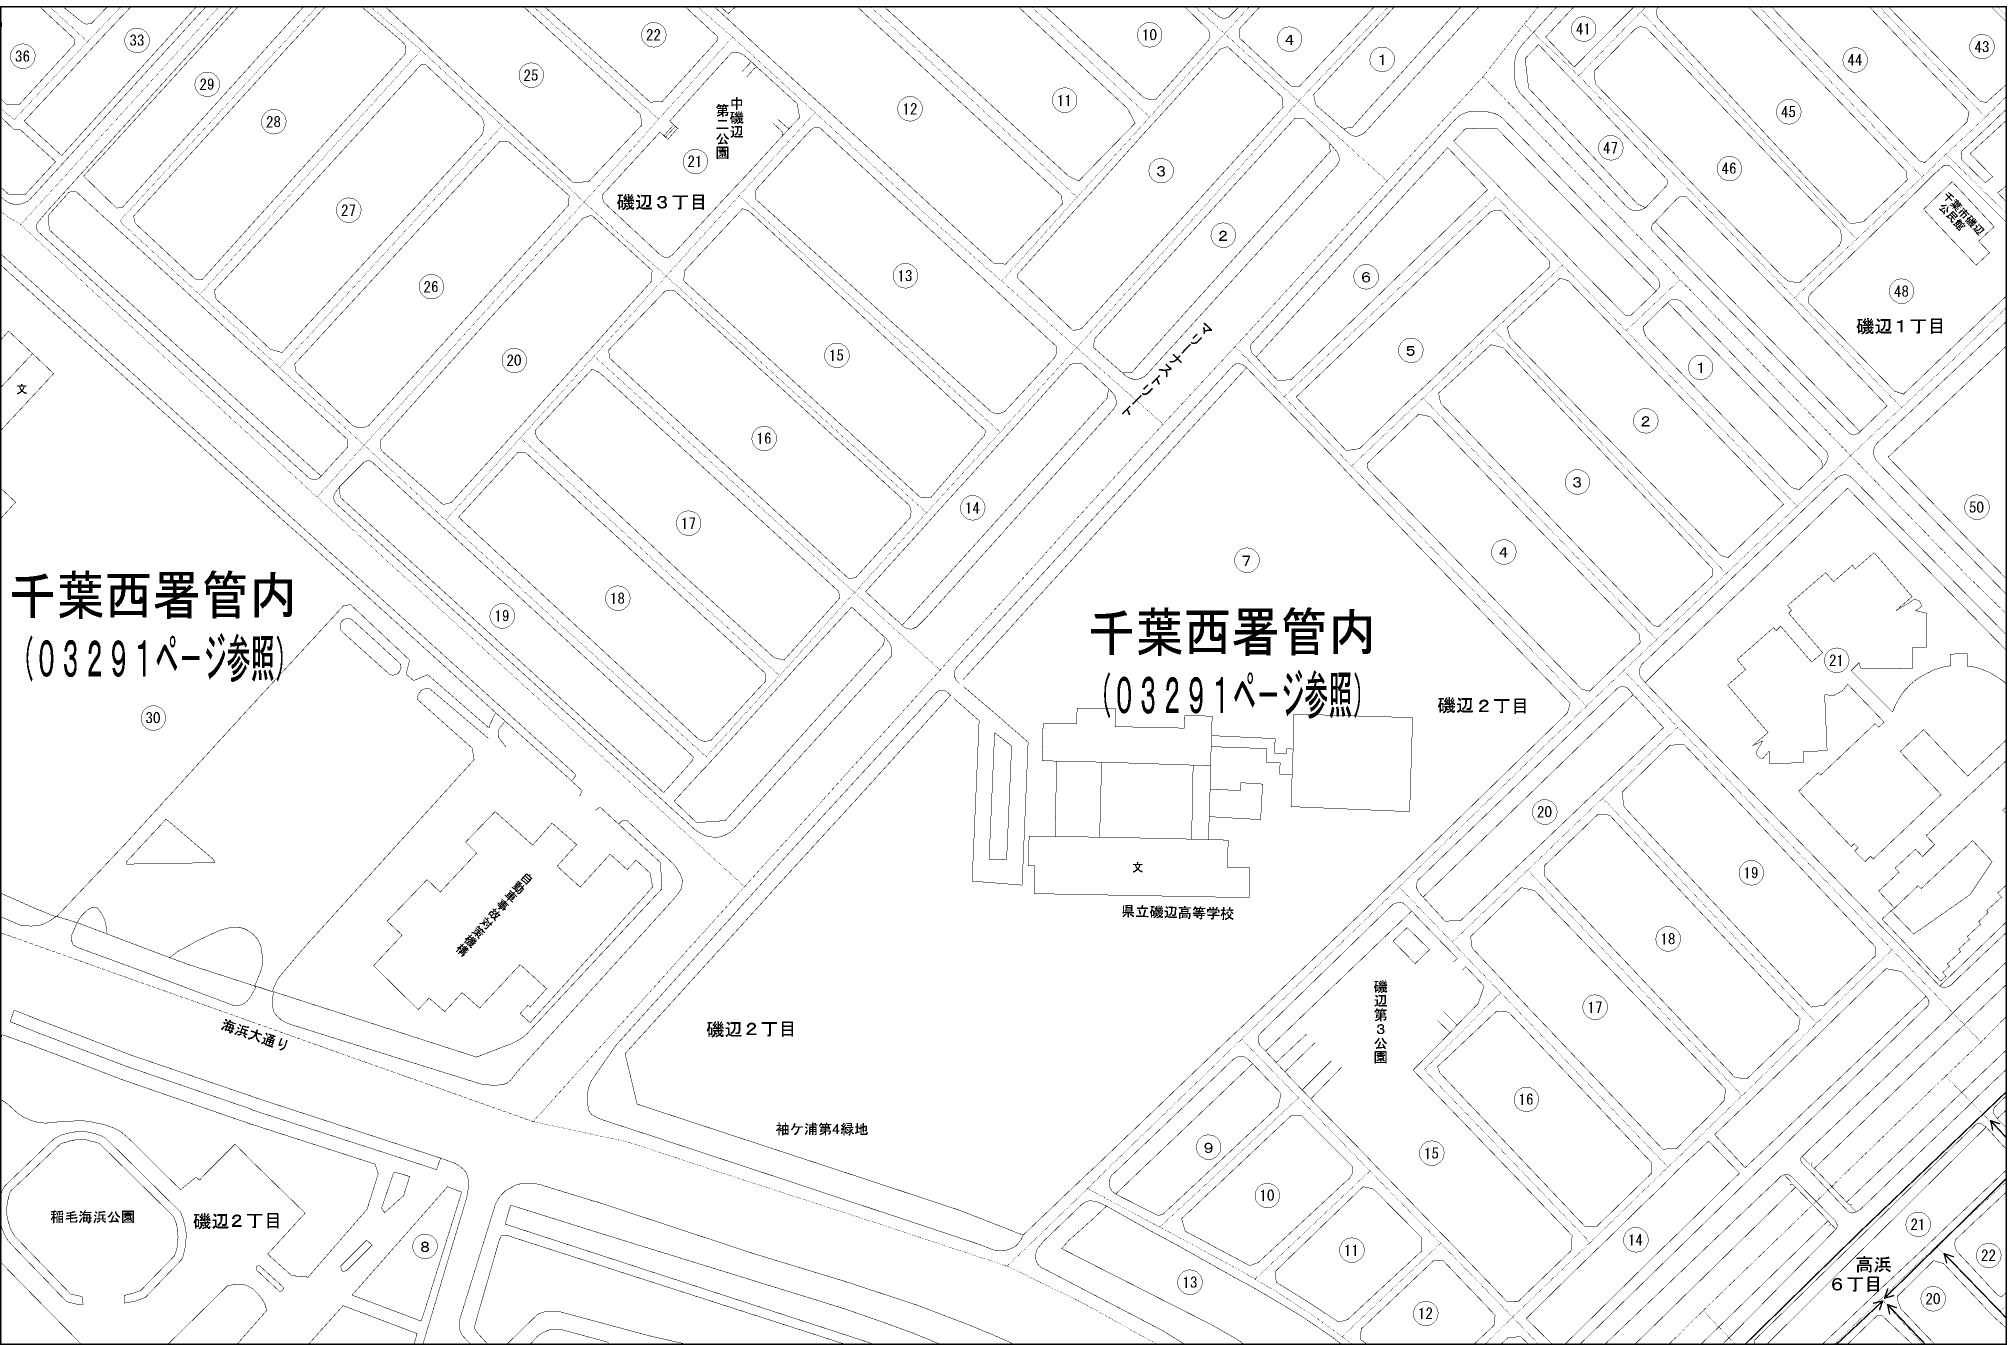 36
33
29
28
25
22
中磯辺
第二公園
21
磯辺3丁目
12
11
10
4
1
41
44
43
45
46
47
3
2
13
27
26
20
15
16
17
18
19
14
マリーナストリート
6
5
千葉市磯辺
公民館
48
磯辺1丁目
1
2
3
4
50
文
千葉西署管内
(03291ページ参照)
30
7
千葉西署管内
(03291ページ参照)
磯辺2丁目
21
20
19
18
17
16
15
文
県立磯辺高等学校
自動車事故対策機構
磯辺第3公園
海浜大通り
磯辺2丁目
袖ケ浦第4緑地
稲毛海浜公園
磯辺2丁目
8
9
10
11
12
13
14
高浜
6丁目
21
22
20